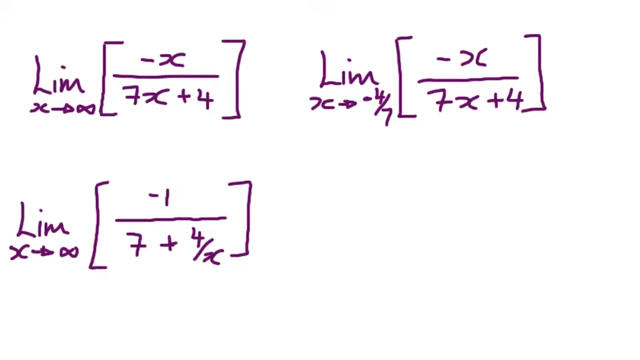 Lim x→∞ [ -x / 7x + 4 ]
Lim x→-4/7 [ -x / 7x + 4 ]
Lim x→∞ [ -1 / 7 + 4/x ]